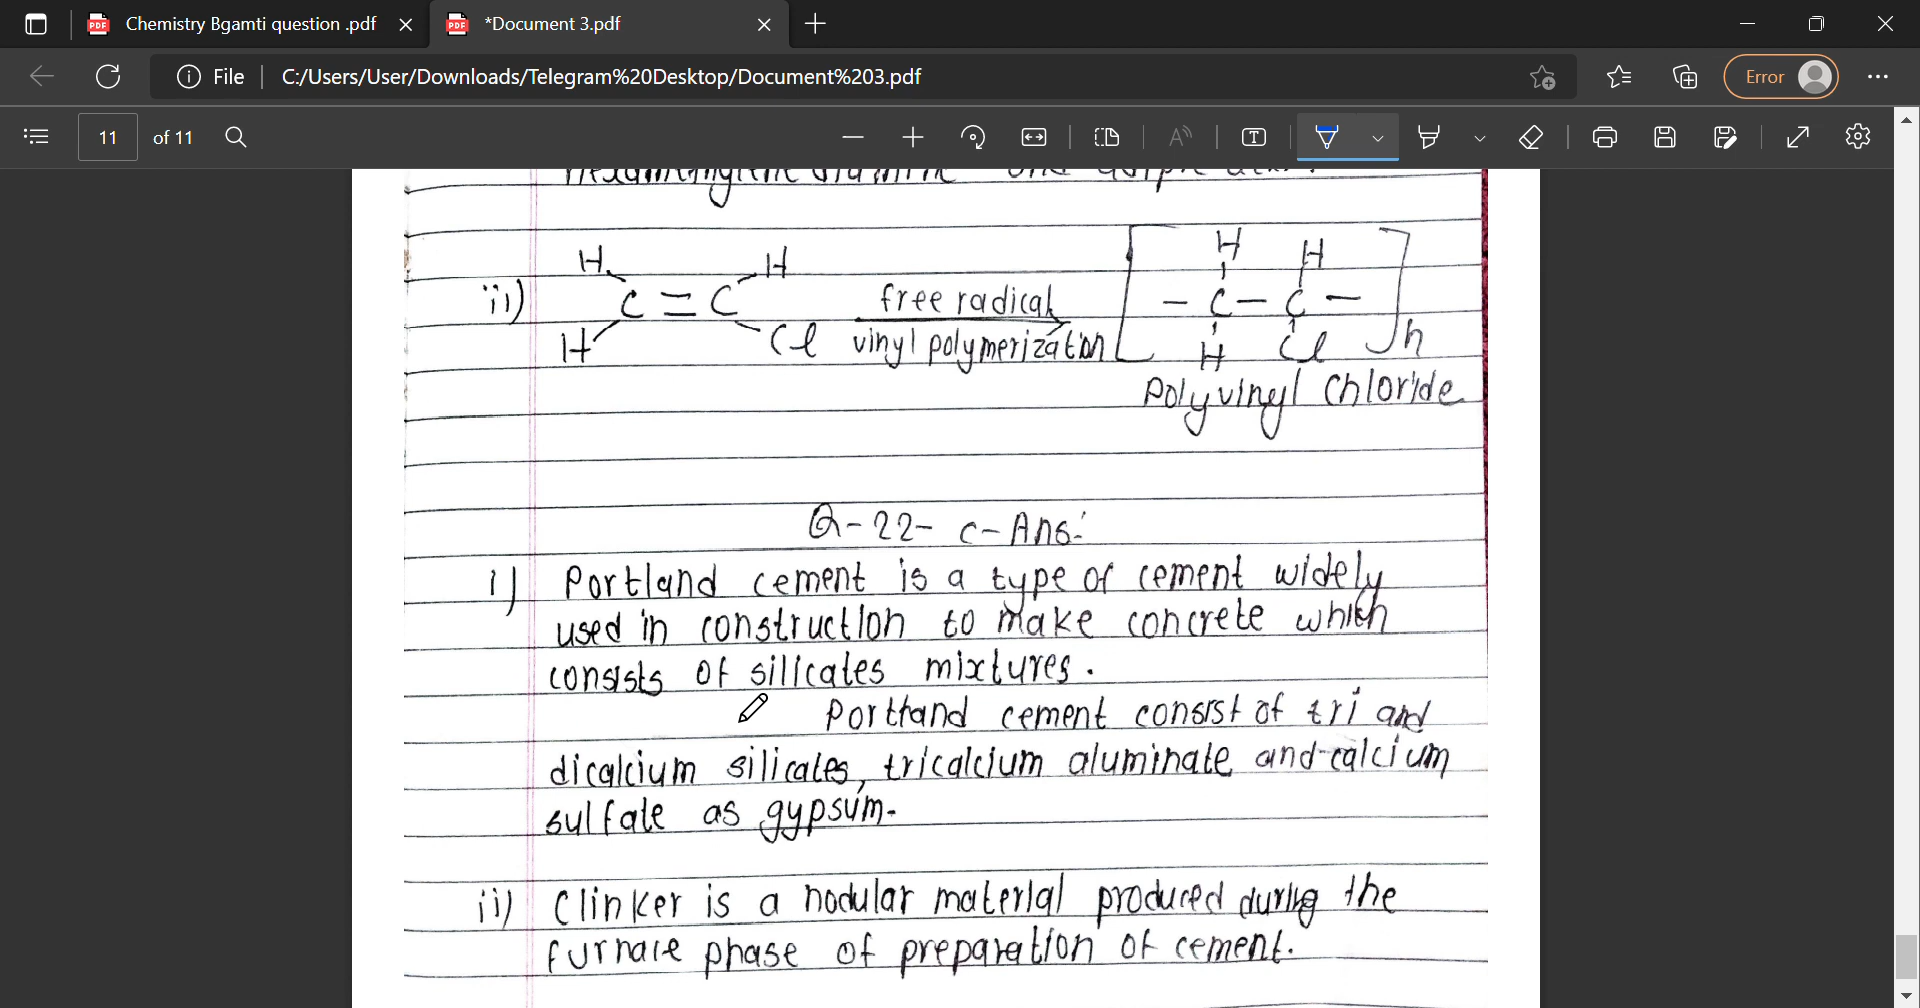 Chemistry Bgamti question .pdf
*Document 3.pdf
File
C:/Users/User/Downloads/Telegram%20Desktop/Document%203.pdf
Error
11 of 11
ii)
H H
C = C
H Cl
free radical
vinyl polymerization
H H
- C - C -
H Cl
n
Polyvinyl Chloride
Q-22- c-Ans:
i) Portland cement is a type of cement widely
used in construction to make concrete which
consists of silicates mixtures.
Portland cement consist of tri and
dicalcium silicates, tricalcium aluminate and calcium
sulfate as gypsum.
ii) Clinker is a nodular material produced during the
furnace phase of preparation of cement.